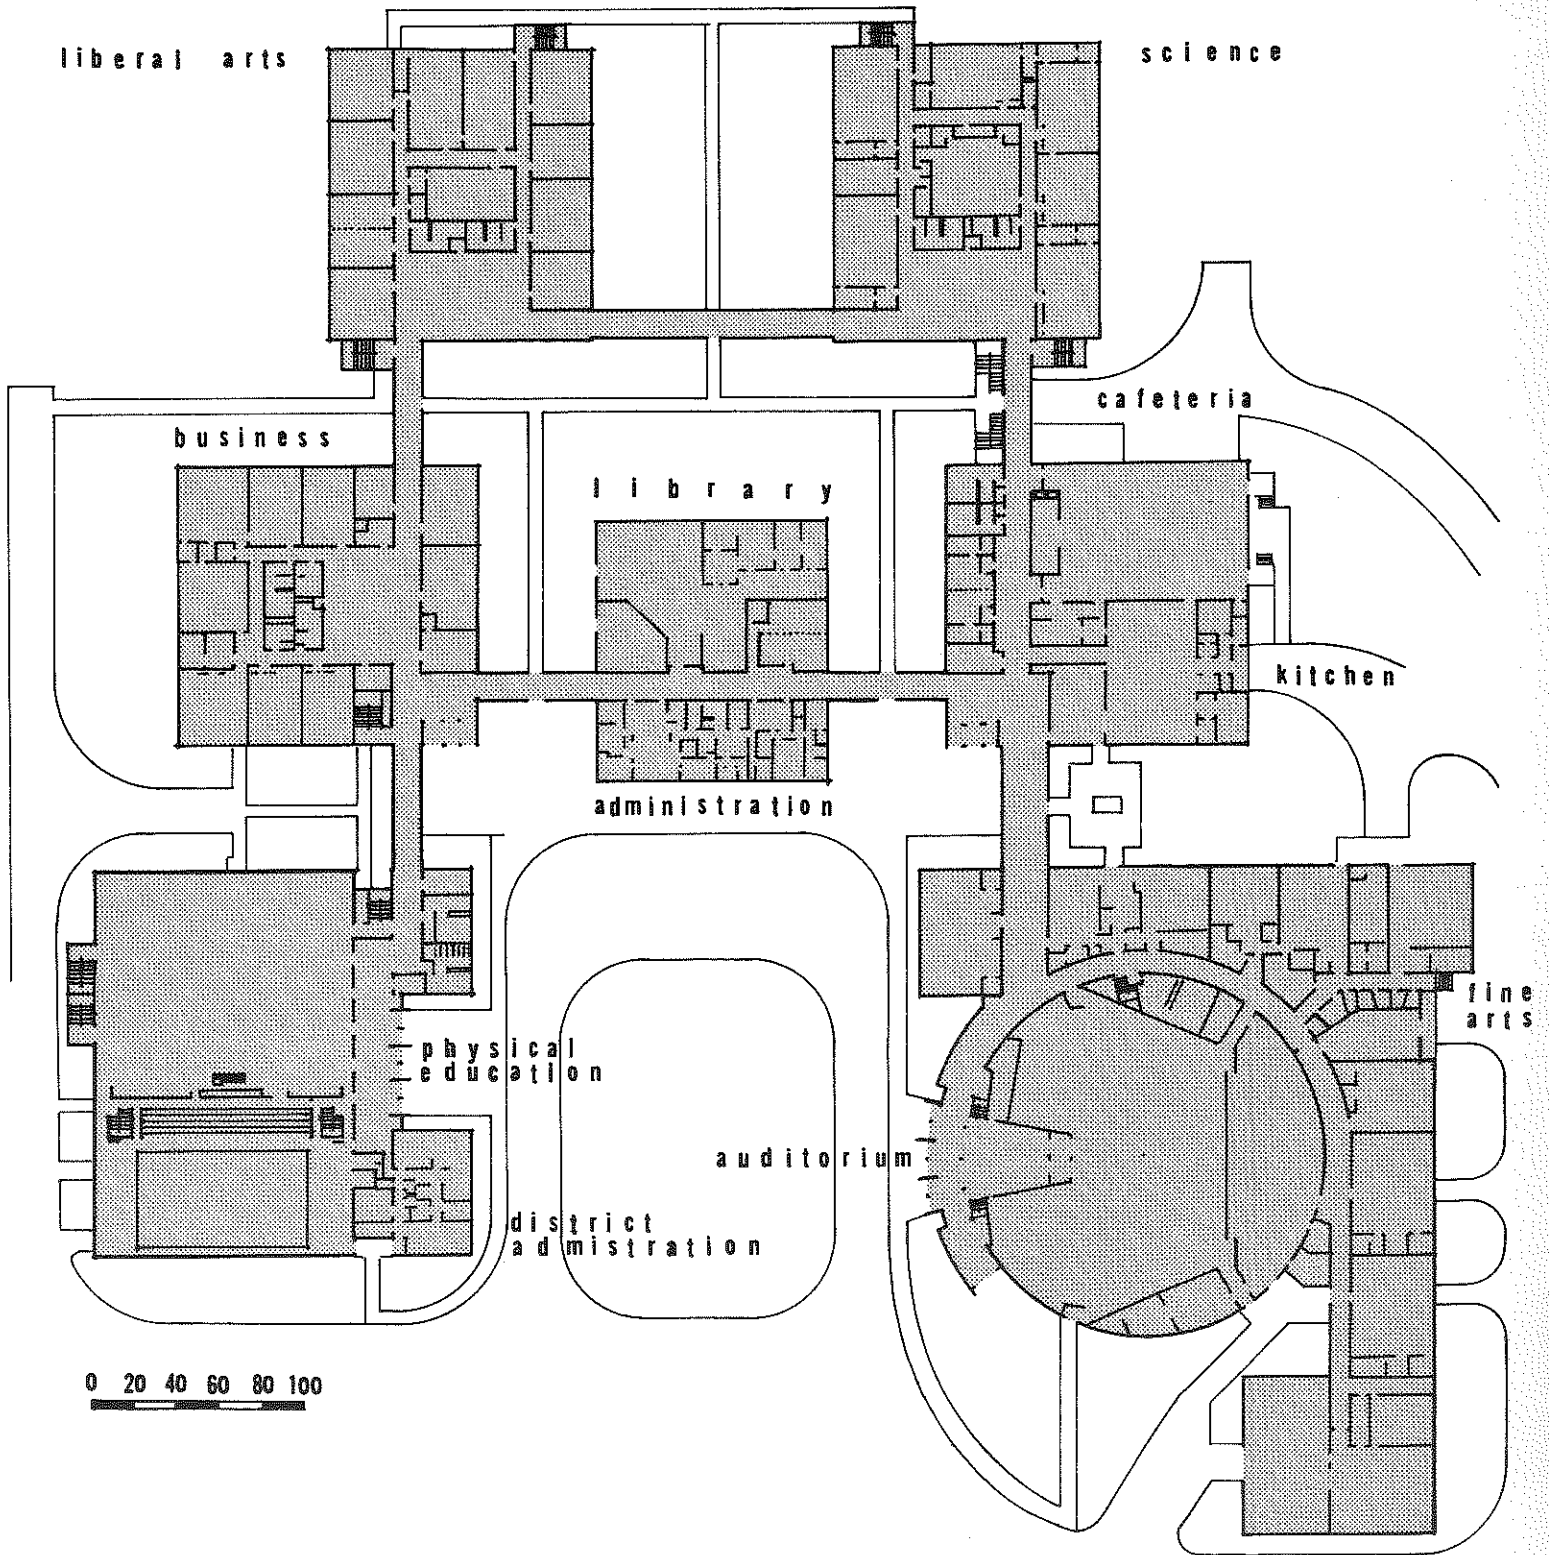 liberal arts
science
cafeteria
business
library
kitchen
administration
fine
arts
physical
education
auditorium
district
admistration
0 20 40 60 80 100